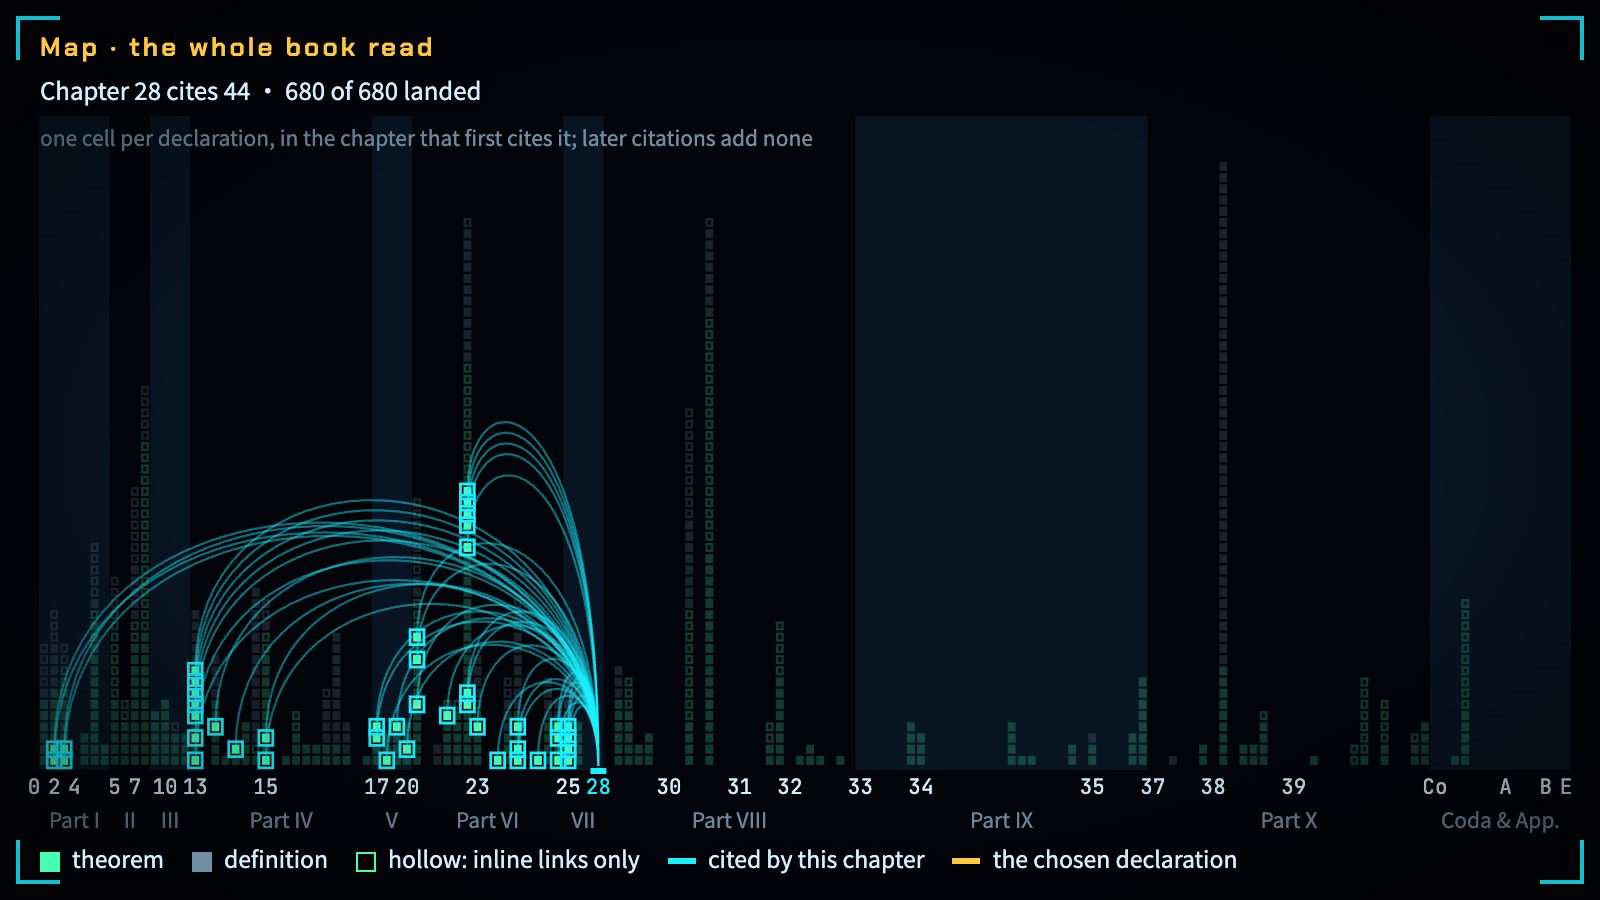 Map · the whole book read
Chapter 28 cites 44 · 680 of 680 landed
one cell per declaration, in the chapter that first cites it; later citations add none
0 2 4 5 7 10 13 15 17 20 23 25 28 30 31 32 33 34 35 37 38 39 Co A B E
Part I II III Part IV V Part VI VII Part VIII Part IX Part X Coda & App.
theorem definition hollow: inline links only cited by this chapter the chosen declaration